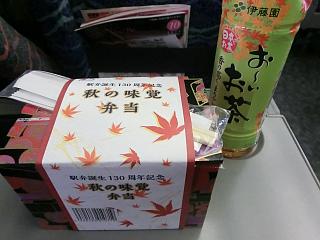 駅弁誕生130周年記念
秋の味覚
弁当
駅弁誕生130周年記念
秋の味覚
弁当
伊藤園
お～い
お茶
10